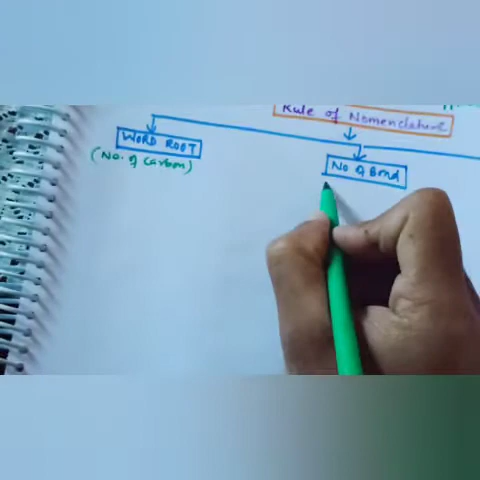 Rule of Nomenclature
WORD ROOT
(No. of Carbon)
No of Bond